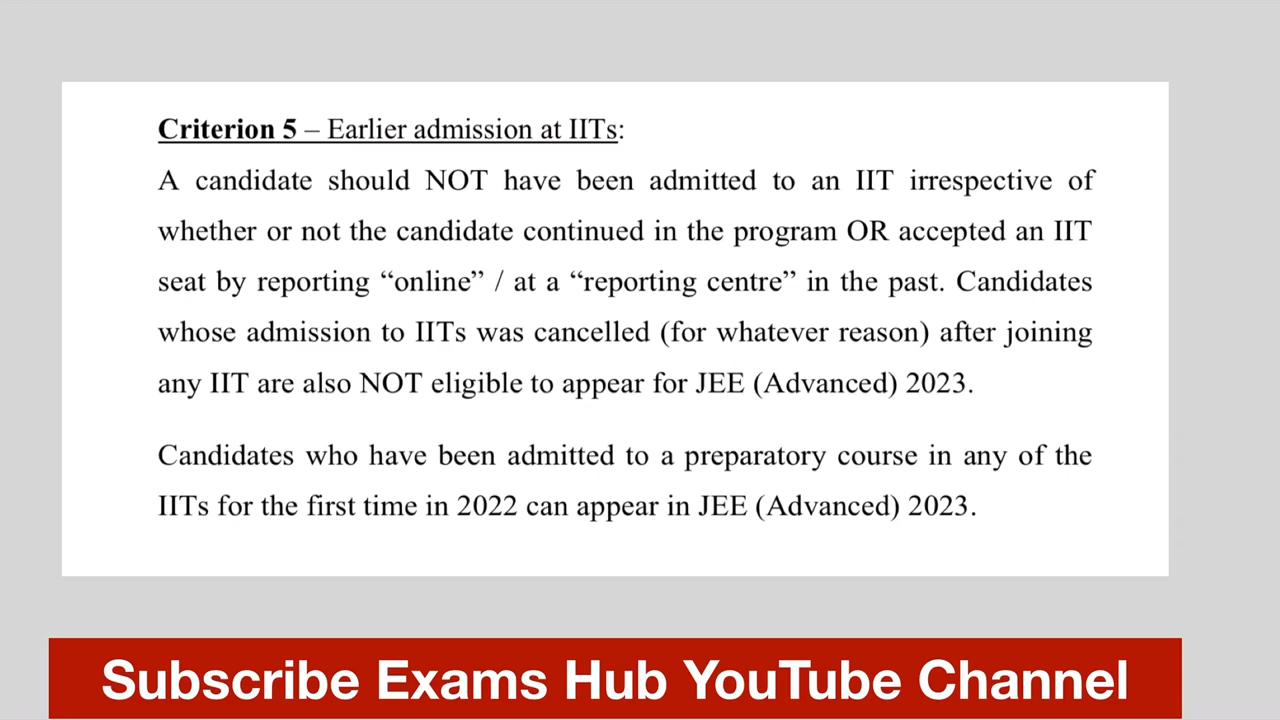 Criterion 5 – Earlier admission at IITs:
A candidate should NOT have been admitted to an IIT irrespective of
whether or not the candidate continued in the program OR accepted an IIT
seat by reporting “online” / at a “reporting centre” in the past. Candidates
whose admission to IITs was cancelled (for whatever reason) after joining
any IIT are also NOT eligible to appear for JEE (Advanced) 2023.
Candidates who have been admitted to a preparatory course in any of the
IITs for the first time in 2022 can appear in JEE (Advanced) 2023.
Subscribe Exams Hub YouTube Channel